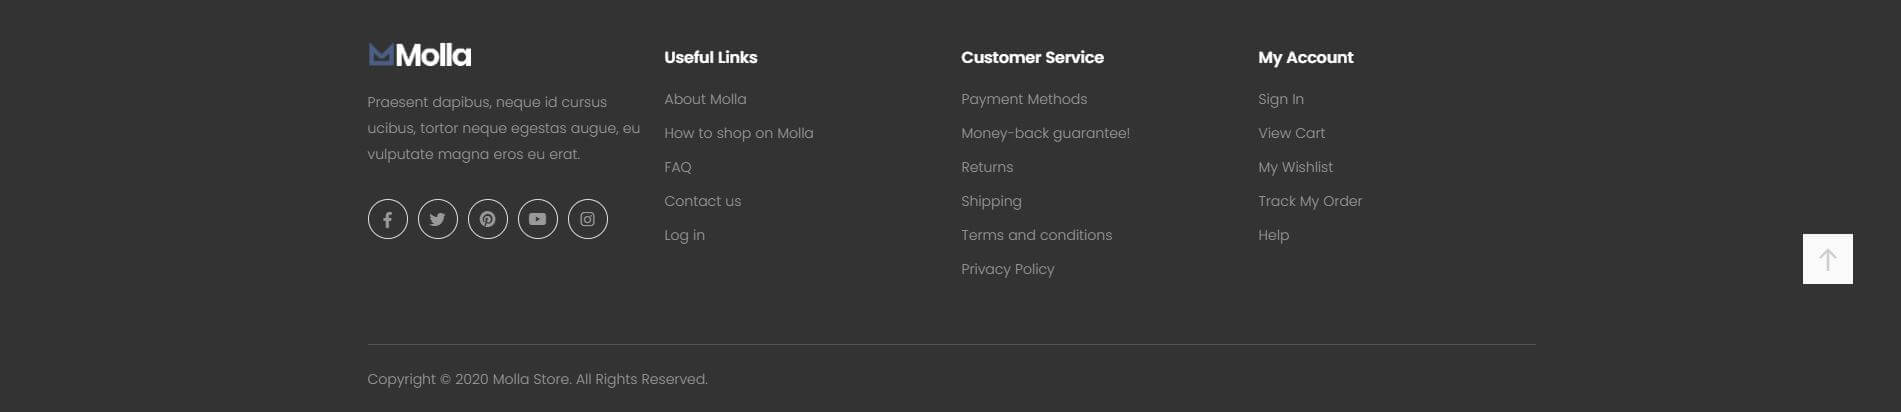 Molla
Praesent dapibus, neque id cursus
ucibus, tortor neque egestas augue, eu
vulputate magna eros eu erat.
Useful Links
About Molla
How to shop on Molla
FAQ
Contact us
Log in
Customer Service
Payment Methods
Money-back guarantee!
Returns
Shipping
Terms and conditions
Privacy Policy
My Account
Sign In
View Cart
My Wishlist
Track My Order
Help
Copyright © 2020 Molla Store. All Rights Reserved.